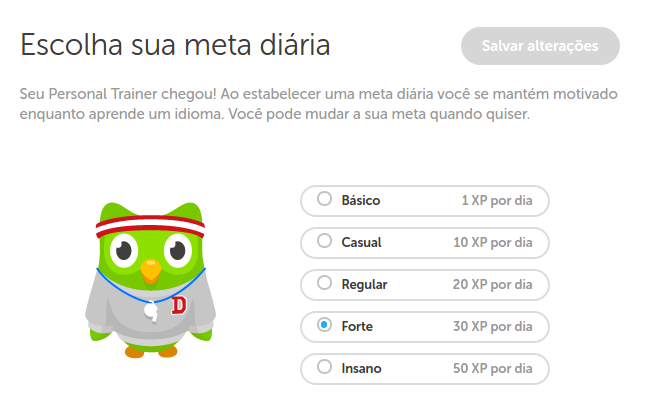 Escolha sua meta diária
Salvar alterações
Seu Personal Trainer chegou! Ao estabelecer uma meta diária você se mantém motivado
enquanto aprende um idioma. Você pode mudar a sua meta quando quiser.
Básico 1 XP por dia
Casual 10 XP por dia
Regular 20 XP por dia
Forte 30 XP por dia
Insano 50 XP por dia
D